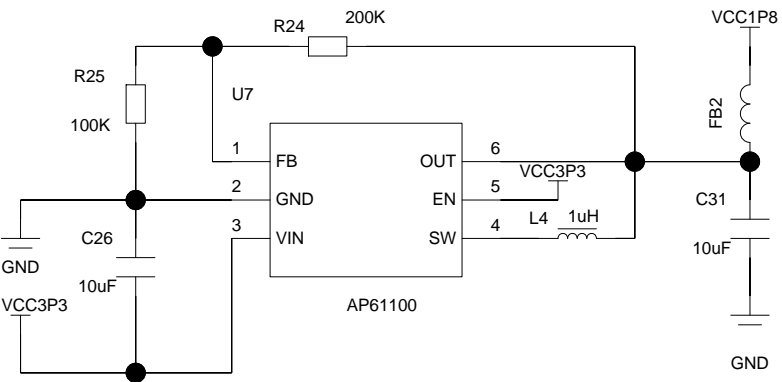 R24
200K
VCC1P8
R25
100K
U7
FB2
1
FB
OUT
6
2
GND
EN
5
VCC3P3
3
VIN
SW
4
L4
1uH
C31
10uF
GND
C26
10uF
VCC3P3
AP61100
GND